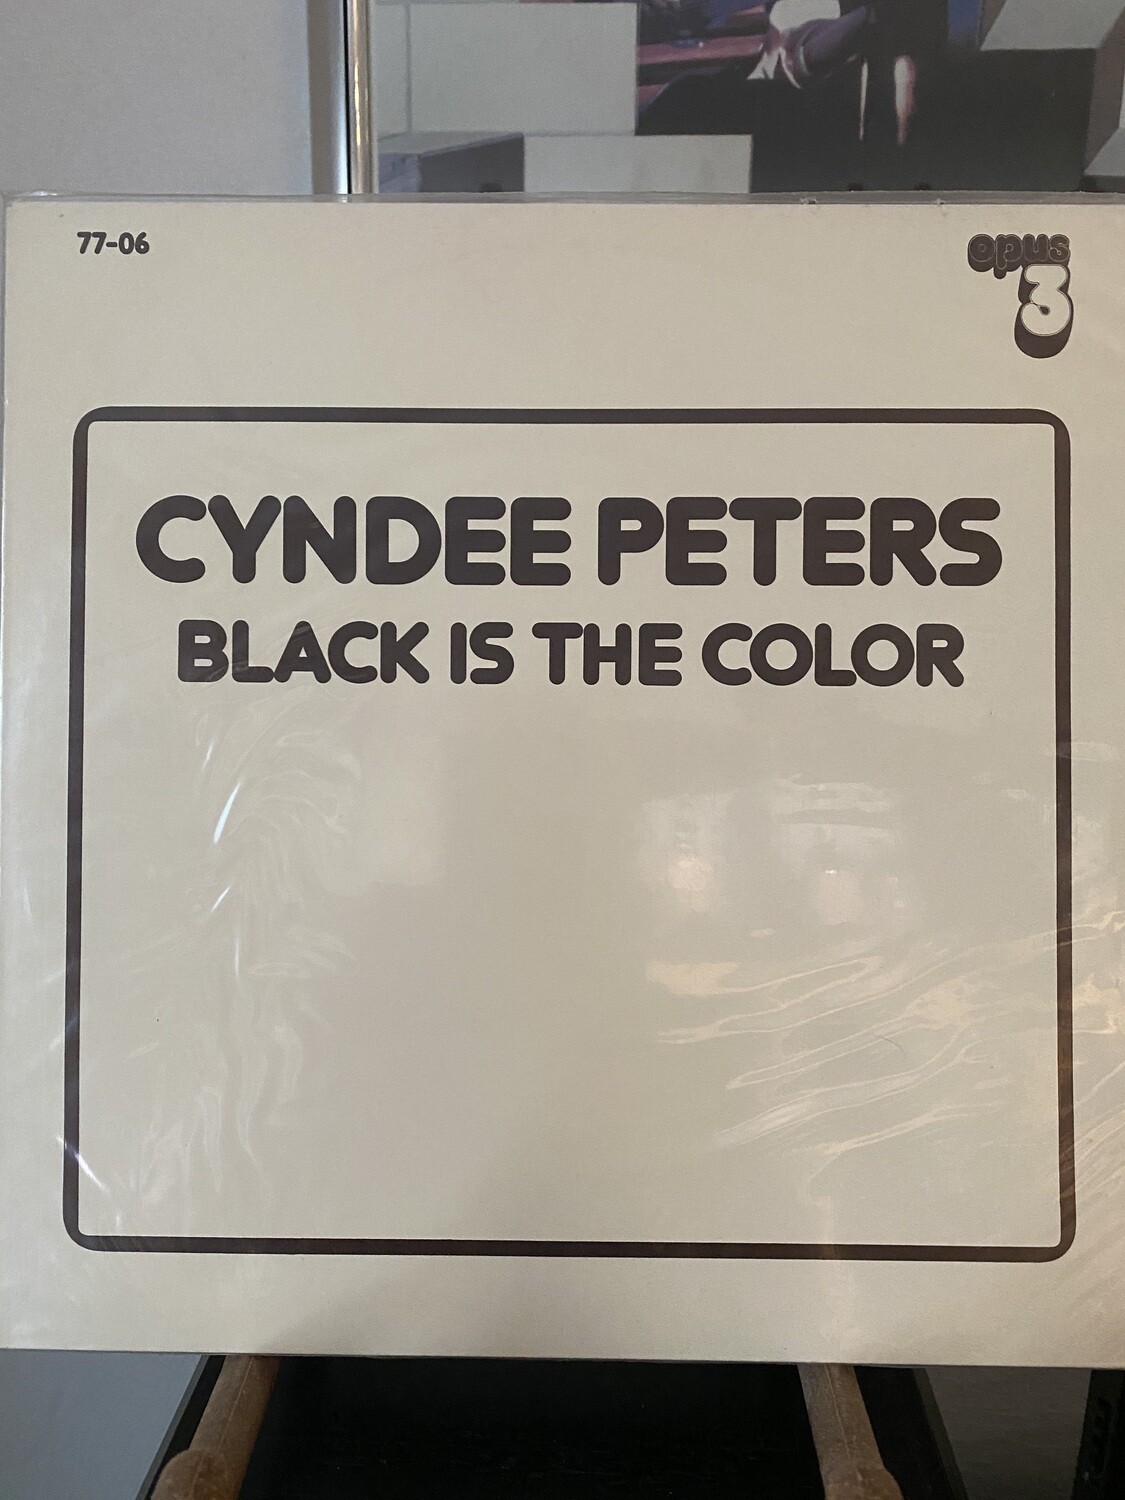 77-06
opus
3
CYNDEE PETERS
BLACK IS THE COLOR